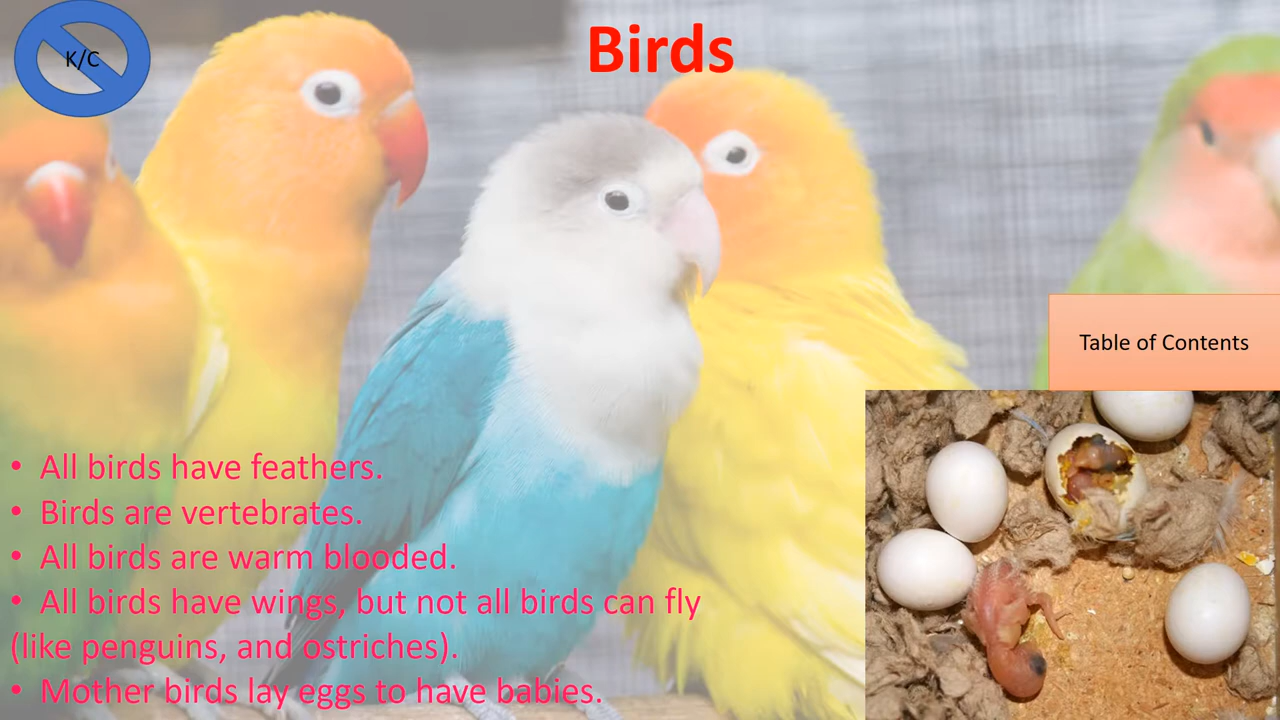 K/C
Birds
Table of Contents
• All birds have feathers.
• Birds are vertebrates.
• All birds are warm blooded.
• All birds have wings, but not all birds can fly
(like penguins, and ostriches).
• Mother birds lay eggs to have babies.